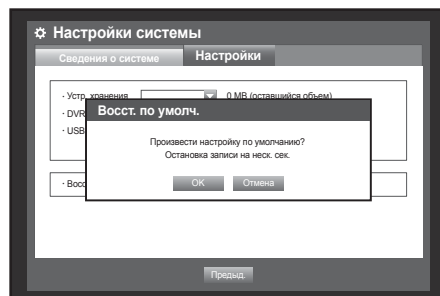 Настройки системы
Сведения о системе Настройки
· Устр. хранения 0 MB (оставшийся объем)
· DVR
· USB
Восст. по умолч.
Произвести настройку по умолчанию?
Остановка записи на неск. сек.
OK Отмена
Предыд.